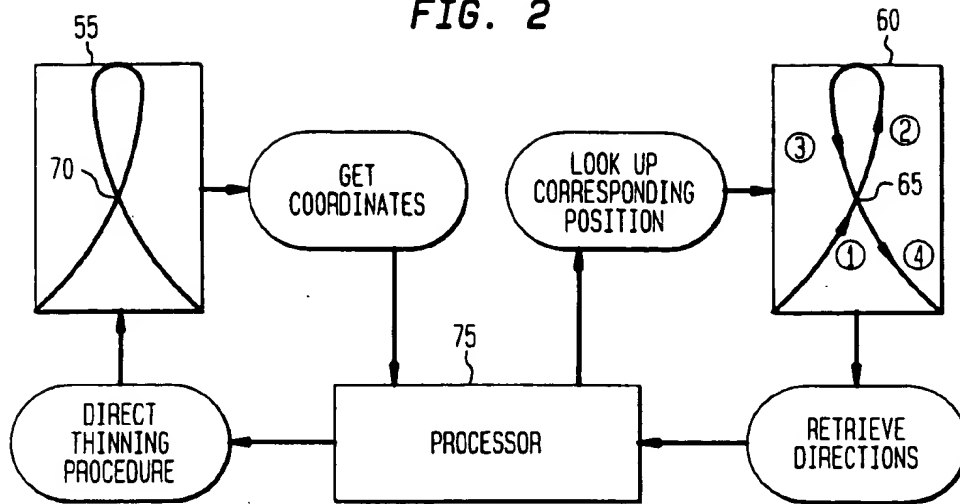 FIG. 2
55
60
70
GET
COORDINATES
LOOK UP
CORRESPONDING
POSITION
③
②
65
①
④
75
DIRECT
THINNING
PROCEDURE
PROCESSOR
RETRIEVE
DIRECTIONS